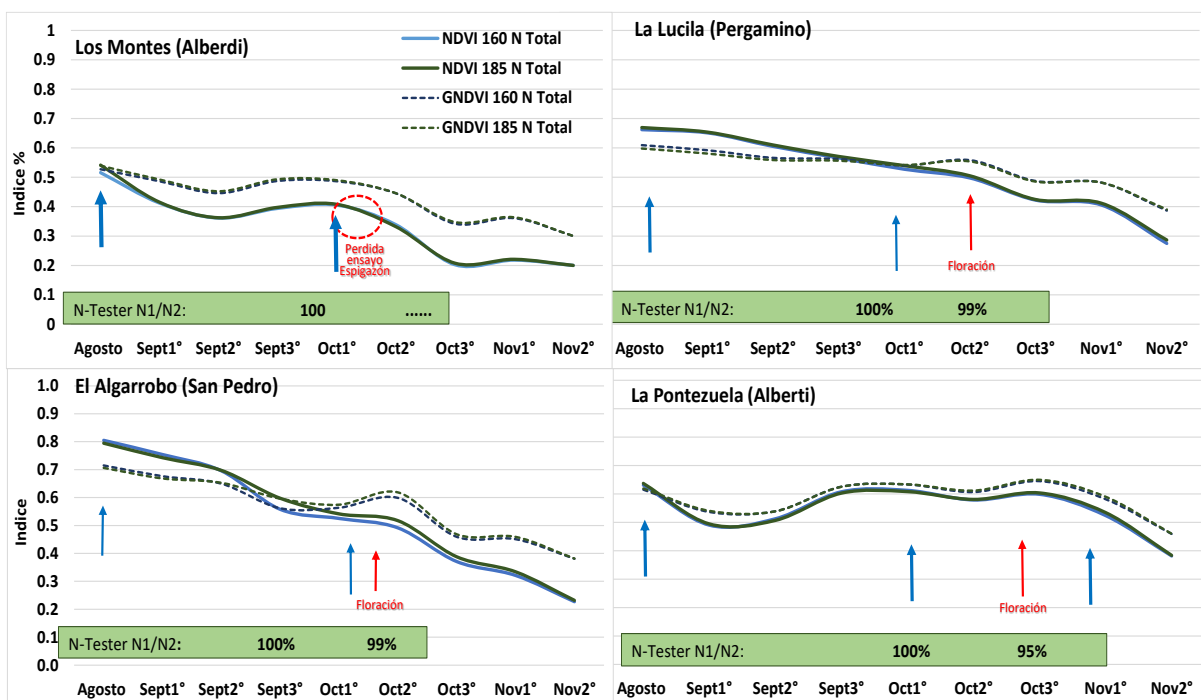 Los Montes (Alberdi)
NDVI 160 N Total
NDVI 185 N Total
GNDVI 160 N Total
GNDVI 185 N Total
Indice %
1
0.9
0.8
0.7
0.6
0.5
0.4
0.3
0.2
0.1
0
Perdida
ensayo
Espigazón
N-Tester N1/N2: 100 ......
Agosto Sept1° Sept2° Sept3° Oct1° Oct2° Oct3° Nov1° Nov2°
La Lucila (Pergamino)
Floración
N-Tester N1/N2: 100% 99%
Agosto Sept1° Sept2° Sept3° Oct1° Oct2° Oct3° Nov1° Nov2°
El Algarrobo (San Pedro)
Indice
1.0
0.9
0.8
0.7
0.6
0.5
0.4
0.3
0.2
0.1
0.0
Floración
N-Tester N1/N2: 100% 99%
Agosto Sept1° Sept2° Sept3° Oct1° Oct2° Oct3° Nov1° Nov2°
La Pontezuela (Alberti)
Floración
N-Tester N1/N2: 100% 95%
Agosto Sept1° Sept2° Sept3° Oct1° Oct2° Oct3° Nov1° Nov2°